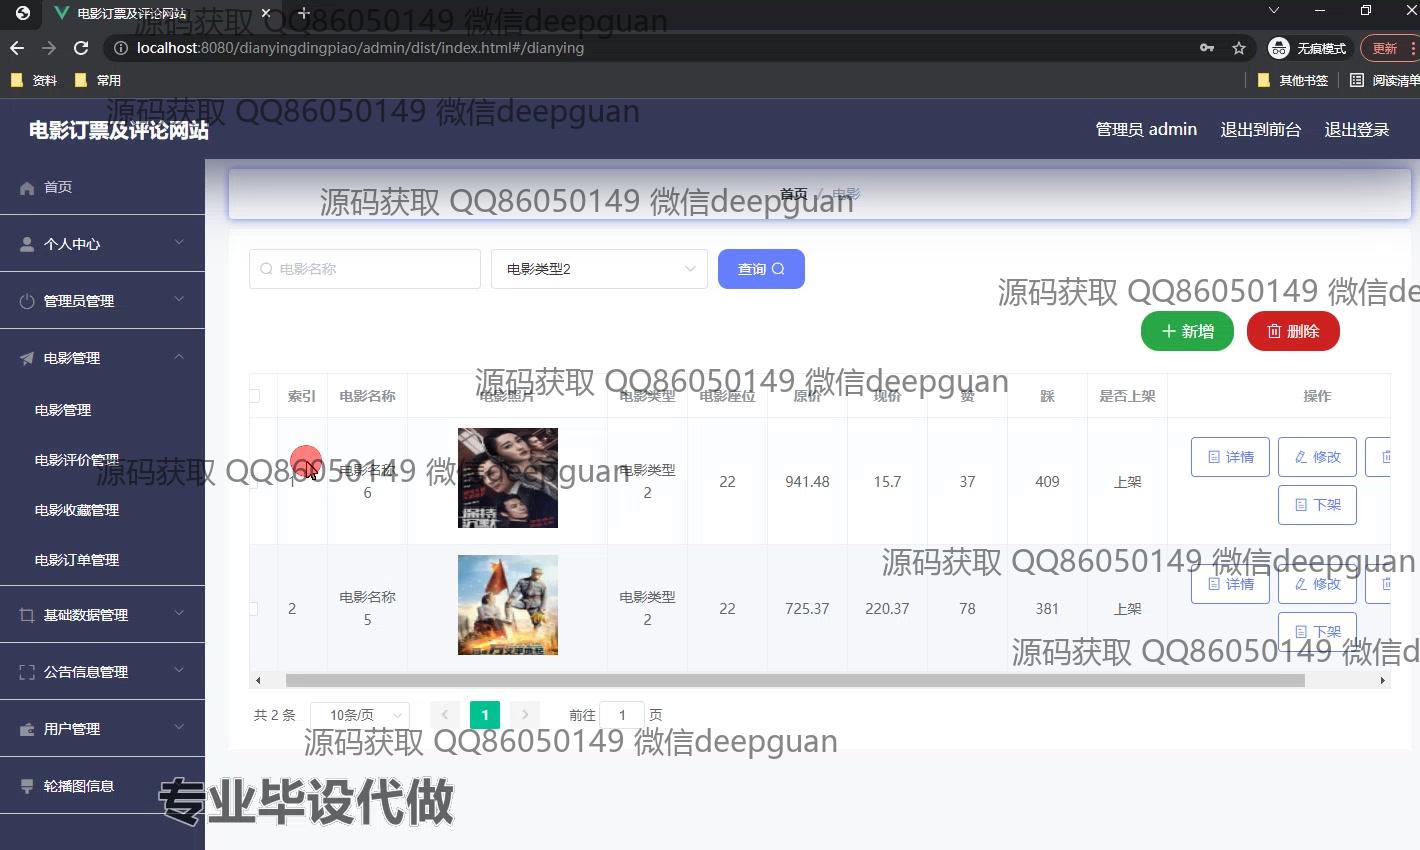 电影订票及评论网站
源码获取 QQ86050149 微信deepguan
localhost:8080/dianyingdingpiao/admin/dist/index.html#/dianying
无痕模式
更新
资料
常用
其他书签
阅读清单
源码获取 QQ86050149 微信deepguan
电影订票及评论网站
管理员 admin
退出到前台
退出登录
首页
个人中心
管理员管理
电影管理
电影管理
电影评价管理
电影收藏管理
电影订单管理
基础数据管理
公告信息管理
用户管理
轮播图信息
首页 / 电影
源码获取 QQ86050149 微信deepguan
电影名称
电影类型2
查询
源码获取 QQ86050149 微信de
新增
删除
源码获取 QQ86050149 微信deepguan
索引 电影名称 电影照片 电影类型 电影座位 原价 现价 赞 踩 是否上架 操作
1 电影名称6 电影类型2 22 941.48 15.7 37 409 上架 详情 修改 下架
保持沉默
源码获取 QQ86050149 微信deepguan
2 电影名称5 电影类型2 22 725.37 220.37 78 381 上架 详情 修改 下架
源码获取 QQ86050149 微信deepguan
源码获取 QQ86050149 微信d
共 2 条 10条/页 1 前往 1 页
源码获取 QQ86050149 微信deepguan
专业毕设代做